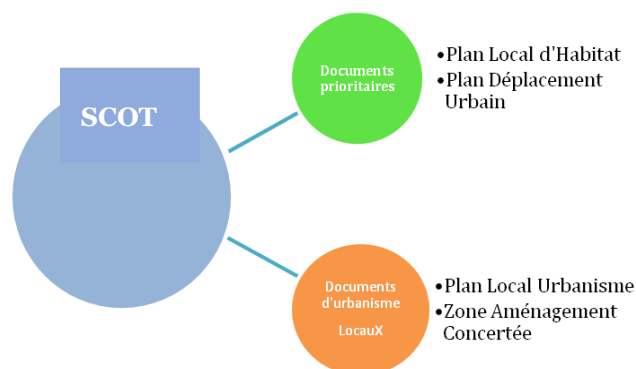 SCOT
Documents
prioritaires
•Plan Local d'Habitat
•Plan Déplacement
Urbain
Documents
d'urbanisme
LocauX
•Plan Local Urbanisme
•Zone Aménagement
Concertée